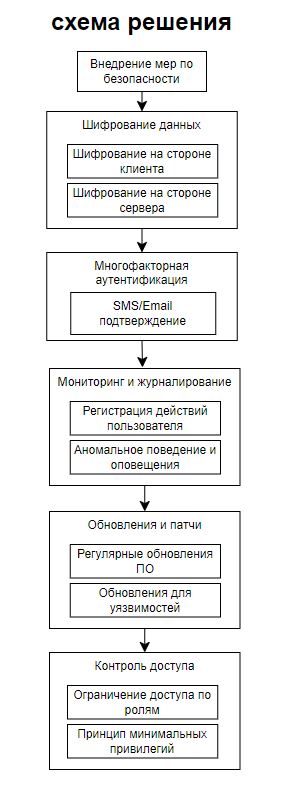 схема решения
Внедрение мер по
безопасности
Шифрование данных
Шифрование на стороне
клиента
Шифрование на стороне
сервера
Многофакторная
аутентификация
SMS/Email
подтверждение
Мониторинг и журналирование
Регистрация действий
пользователя
Аномальное поведение и
оповещения
Обновления и патчи
Регулярные обновления
ПО
Обновления для
уязвимостей
Контроль доступа
Ограничение доступа по
ролям
Принцип минимальных
привилегий